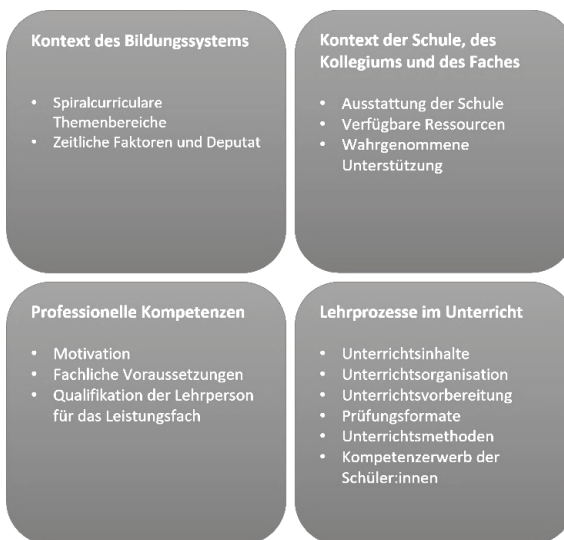 Kontext des Bildungssystems
• Spiralcurriculare
Themenbereiche
• Zeitliche Faktoren und Deputat
Kontext der Schule, des
Kollegiums und des Faches
• Ausstattung der Schule
• Verfügbare Ressourcen
• Wahrgenommene
Unterstützung
Professionelle Kompetenzen
• Motivation
• Fachliche Voraussetzungen
• Qualifikation der Lehrperson
für das Leistungsfach
Lehrprozesse im Unterricht
• Unterrichtsinhalte
• Unterrichtsorganisation
• Unterrichtsvorbereitung
• Prüfungsformate
• Unterrichtsmethoden
• Kompetenzerwerb der
Schüler:innen